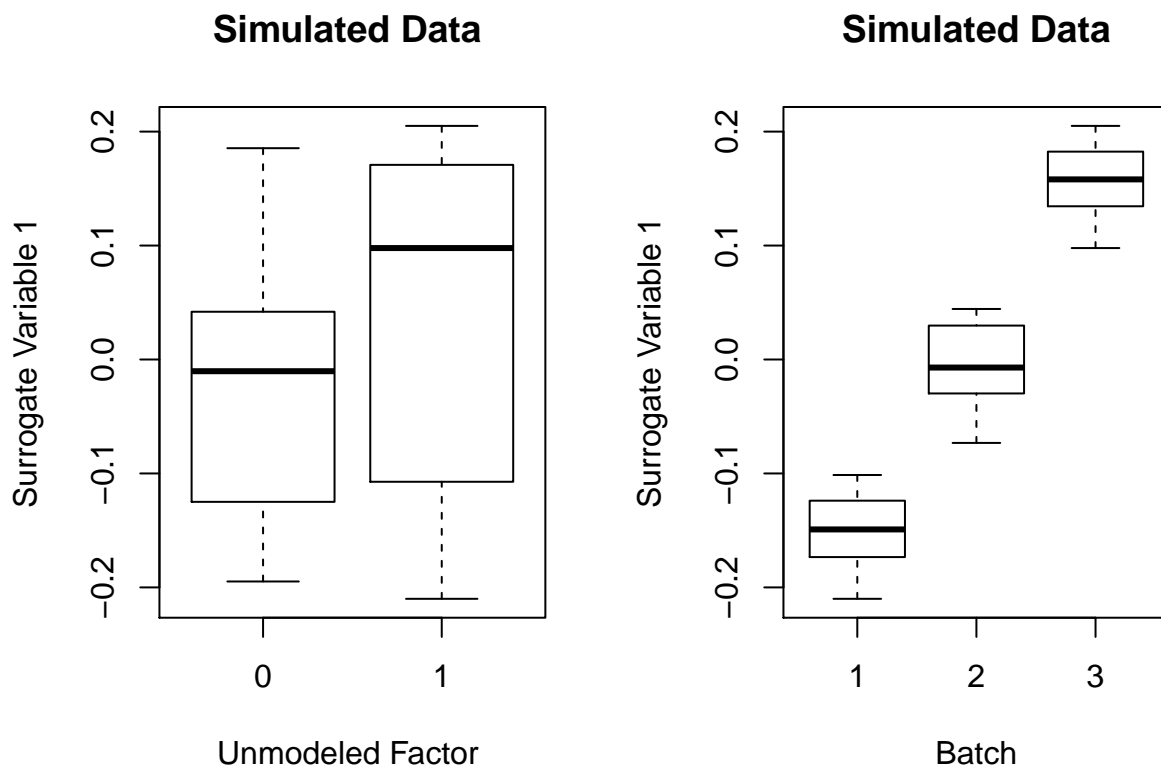 Simulated Data
Surrogate Variable 1
0.2
0.1
0.0
−0.1
−0.2
0 1
Unmodeled Factor
Simulated Data
Surrogate Variable 1
0.2
0.1
0.0
−0.1
−0.2
1 2 3
Batch